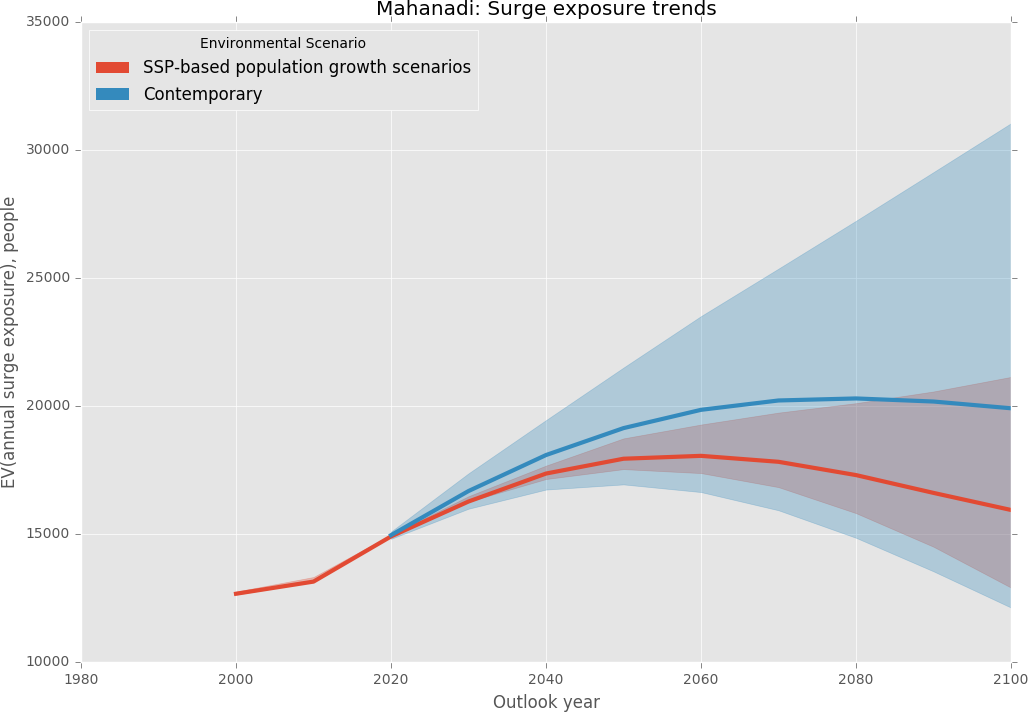 Mahanadi: Surge exposure trends
35000
Environmental Scenario
SSP-based population growth scenarios
Contemporary
30000
25000
20000
15000
10000
EV(annual surge exposure), people
1980 2000 2020 2040 2060 2080 2100
Outlook year